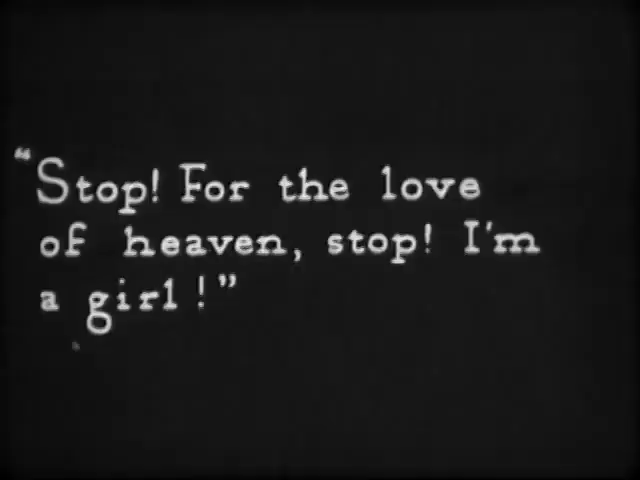 “Stop! For the love
of heaven, stop! I'm
a girl!”